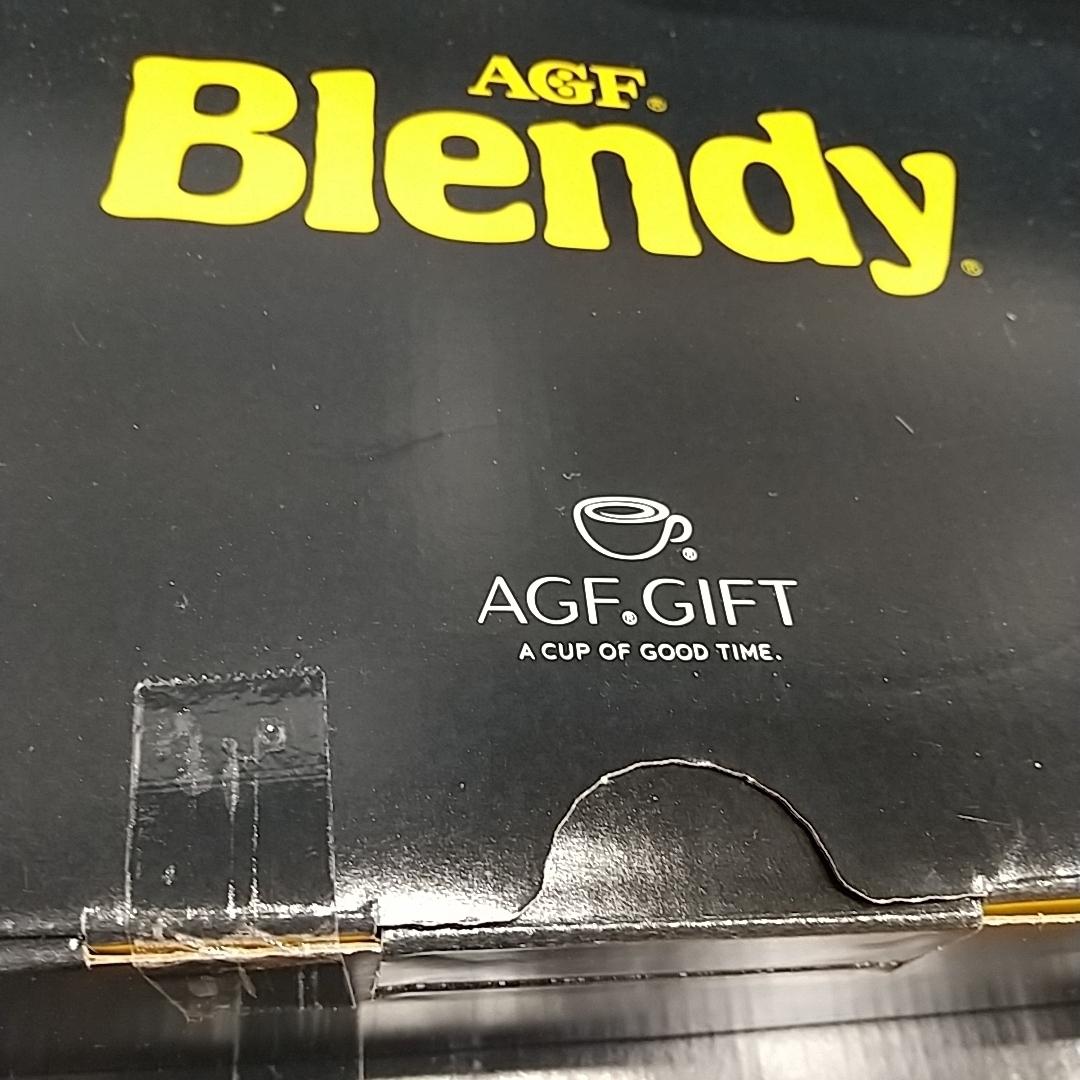 AGF®
Blendy®
®
AGF®GIFT
A CUP OF GOOD TIME.